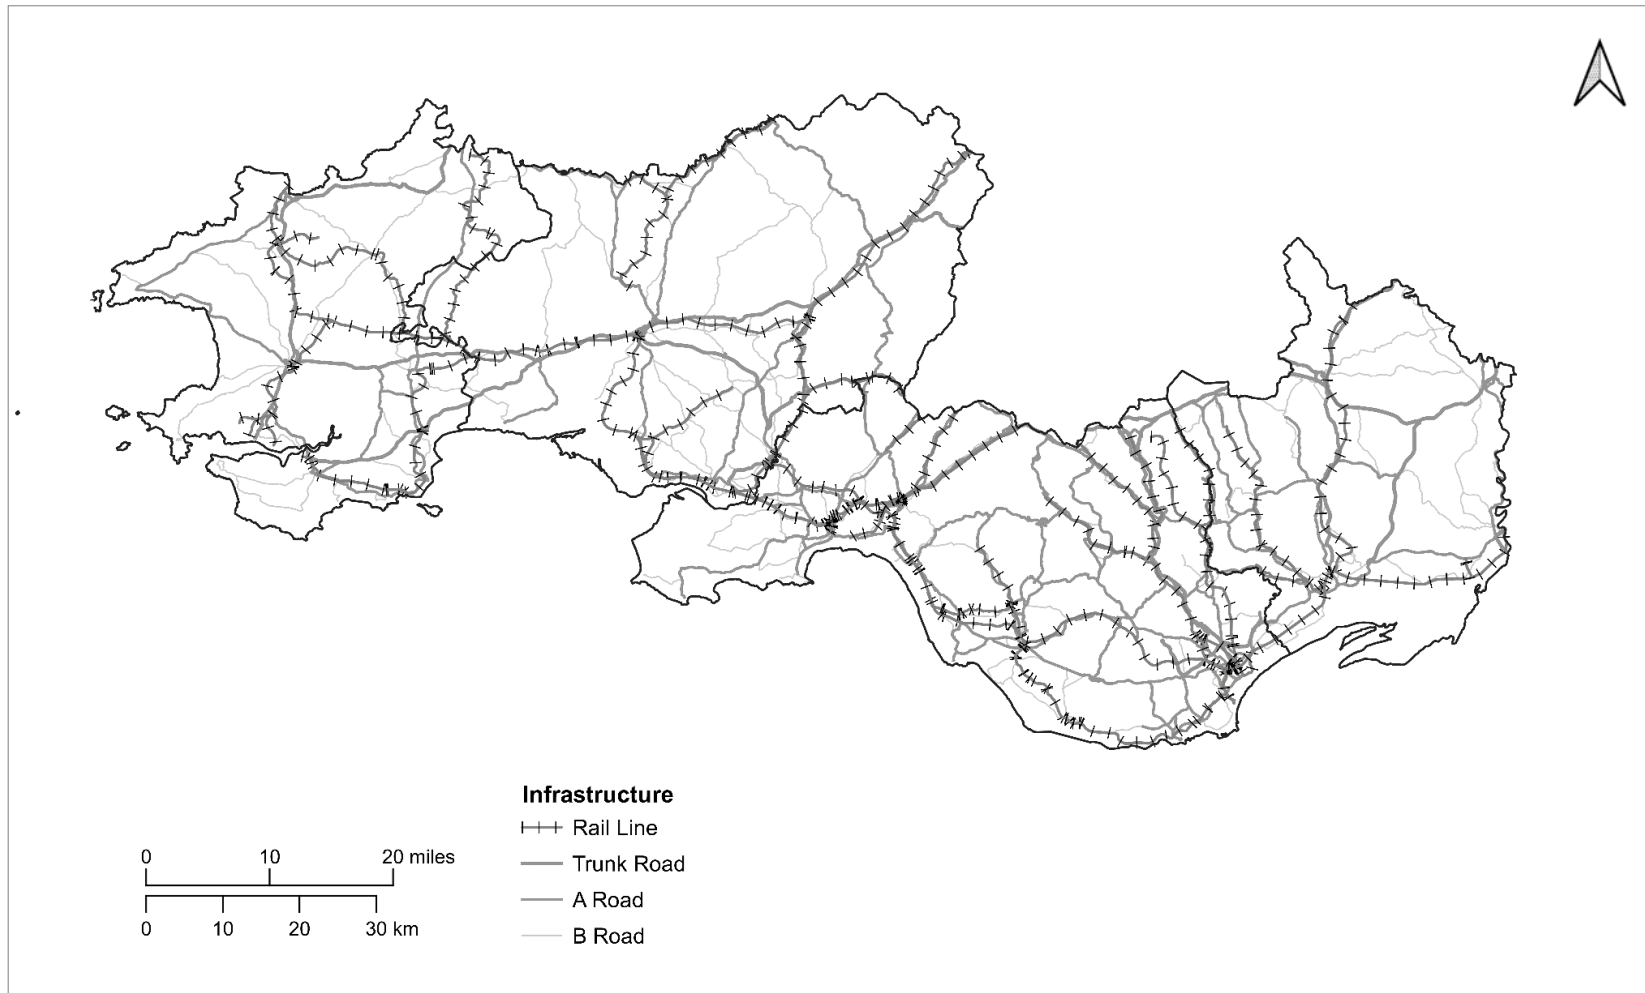 Infrastructure
Rail Line
Trunk Road
A Road
B Road
0 10 20 miles
0 10 20 30 km